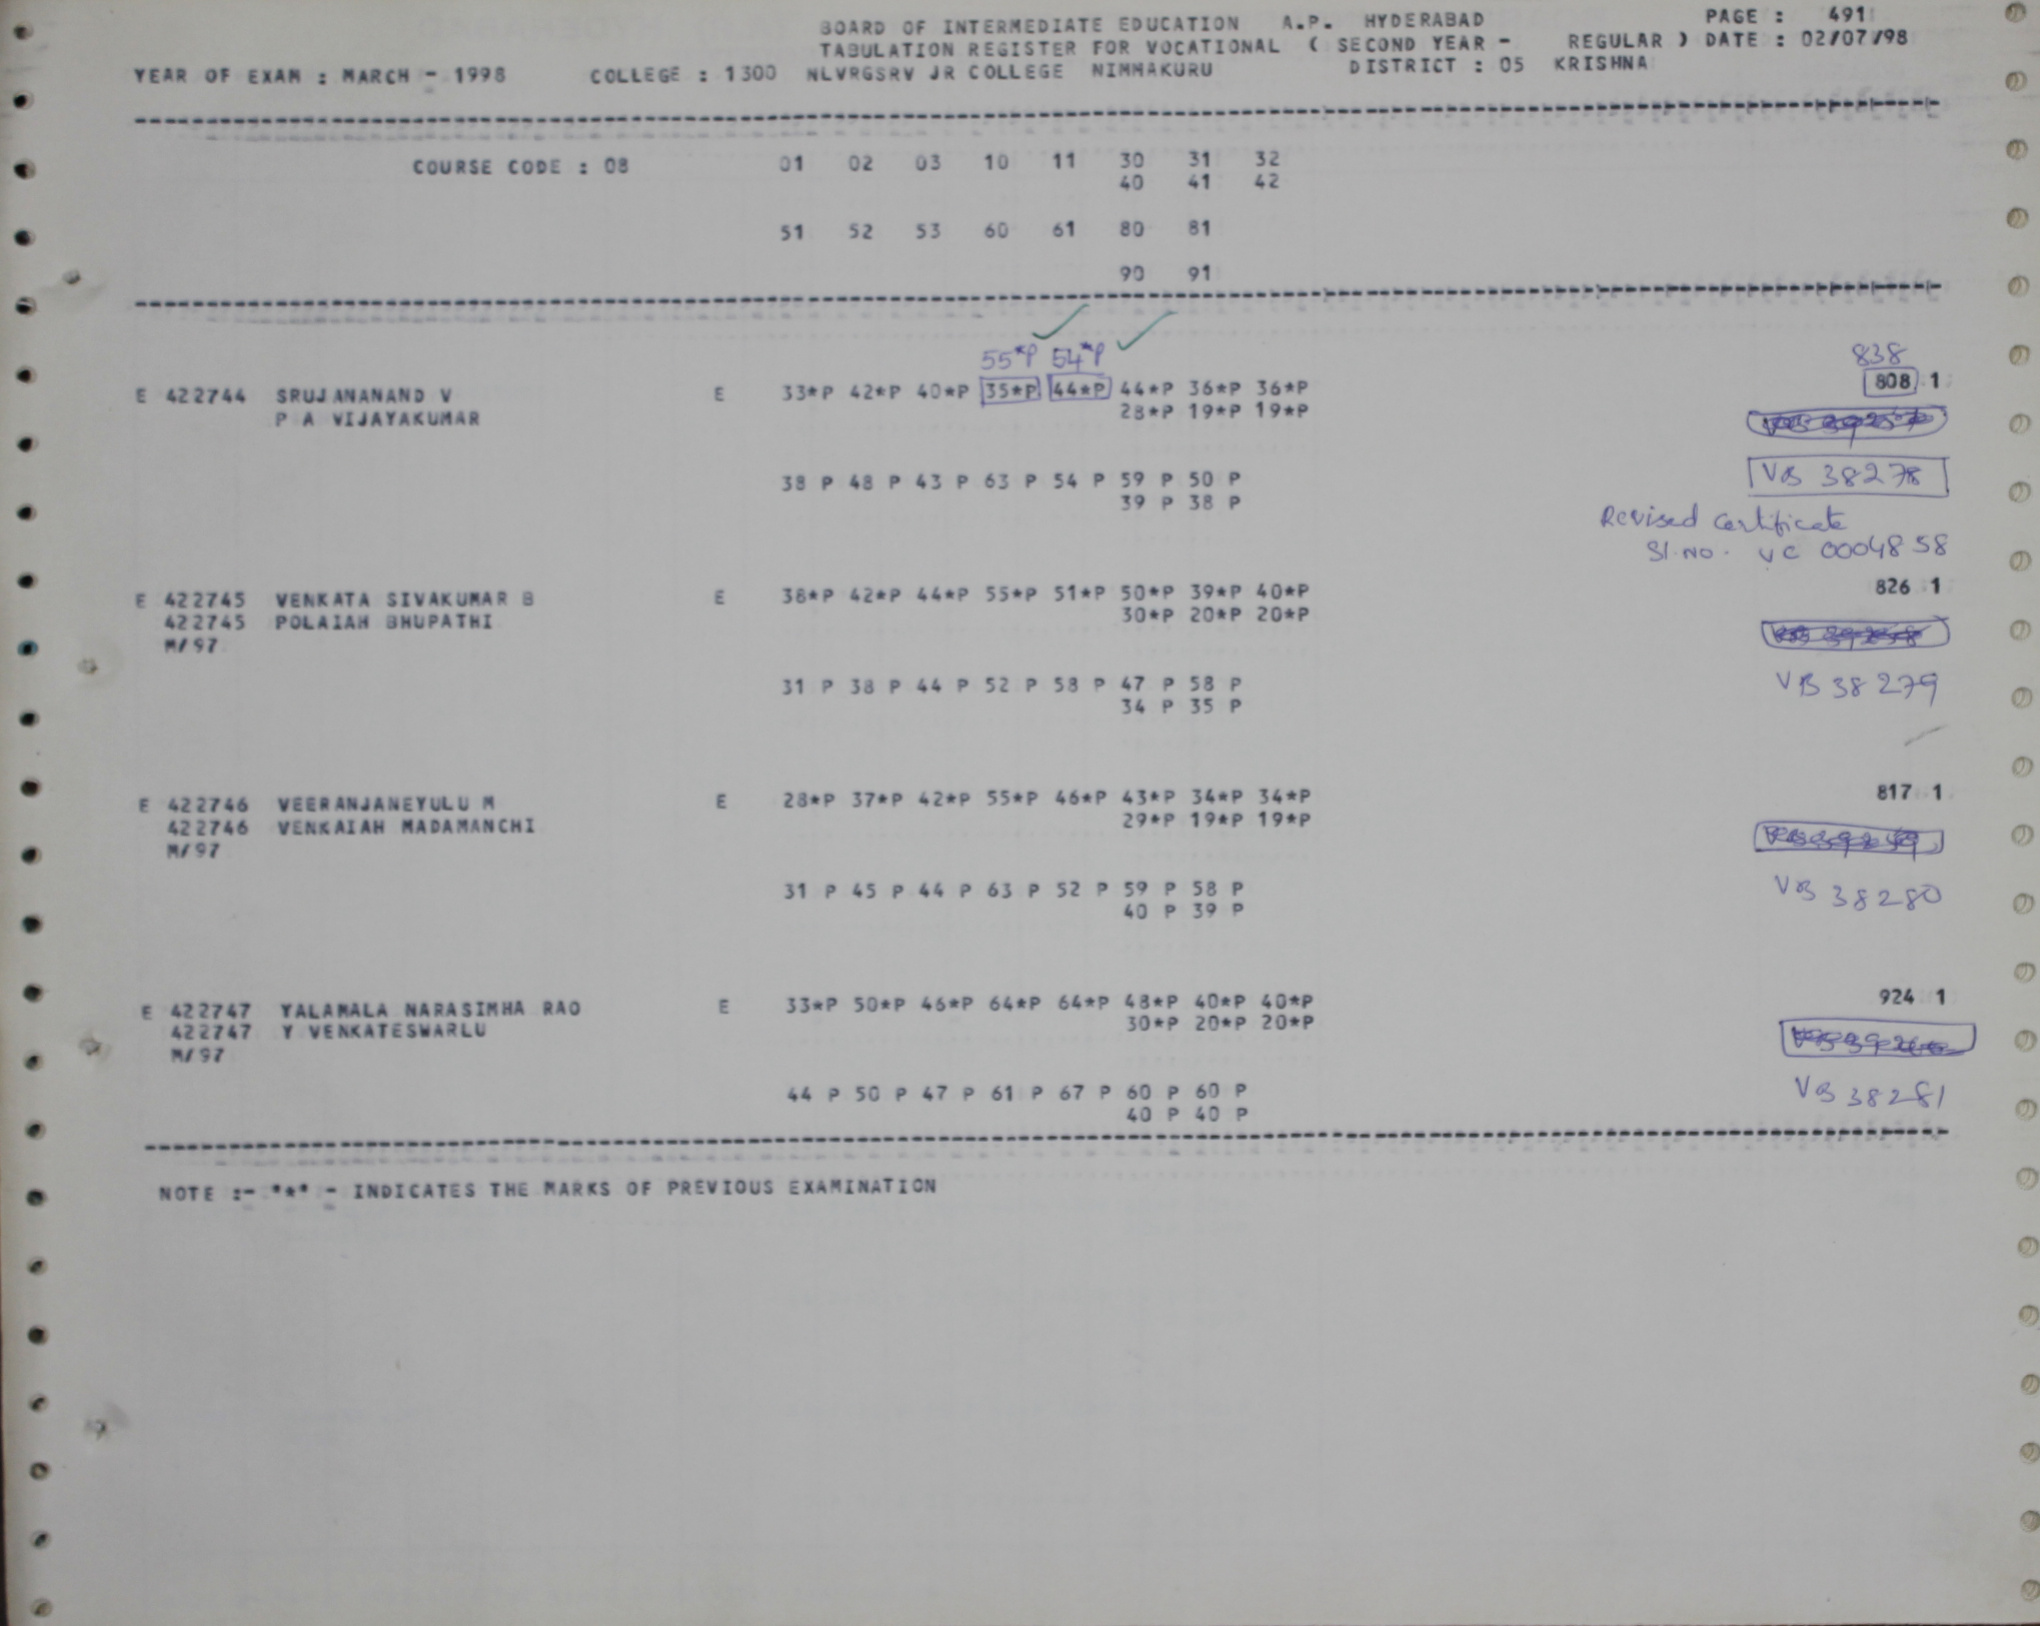 BOARD OF INTERMEDIATE EDUCATION A.P. HYDERABAD PAGE : 491
TABULATION REGISTER FOR VOCATIONAL ( SECOND YEAR - REGULAR ) DATE : 02/07/98
YEAR OF EXAM : MARCH - 1998 COLLEGE : 1300 NLVRGSRV JR COLLEGE NIMMAKURU DISTRICT : 05 KRISHNA
COURSE CODE : 08 01 02 03 10 11 30 31 32
40 41 42
51 52 53 60 61 80 81
90 91
55*P 54*P 838
E 422744 SRUJANANAND V E 33*P 42*P 40*P 35*P 44*P 44*P 36*P 36*P 808 1
P A VIJAYAKUMAR 28*P 19*P 19*P
38 P 48 P 43 P 63 P 54 P 59 P 50 P VB 38278
39 P 38 P
Revised Certificate
Sl. No. VC 0004858
E 422745 VENKATA SIVAKUMAR B E 38*P 42*P 44*P 55*P 51*P 50*P 39*P 40*P 826 1
422745 POLAIAH BHUPATHI 30*P 20*P 20*P
M/97
31 P 38 P 44 P 52 P 58 P 47 P 58 P VB 38279
34 P 35 P
E 422746 VEERANJANEYULU M E 28*P 37*P 42*P 55*P 46*P 43*P 34*P 34*P 817 1
422746 VENKAIAH MADAMANCHI 29*P 19*P 19*P
M/97
31 P 45 P 44 P 63 P 52 P 59 P 58 P VB 38280
40 P 39 P
E 422747 YALAMALA NARASIMHA RAO E 33*P 50*P 46*P 64*P 64*P 48*P 40*P 40*P 924 1
422747 Y VENKATESWARLU 30*P 20*P 20*P
M/97
44 P 50 P 47 P 61 P 67 P 60 P 60 P VB 38281
40 P 40 P
NOTE :- "*" - INDICATES THE MARKS OF PREVIOUS EXAMINATION